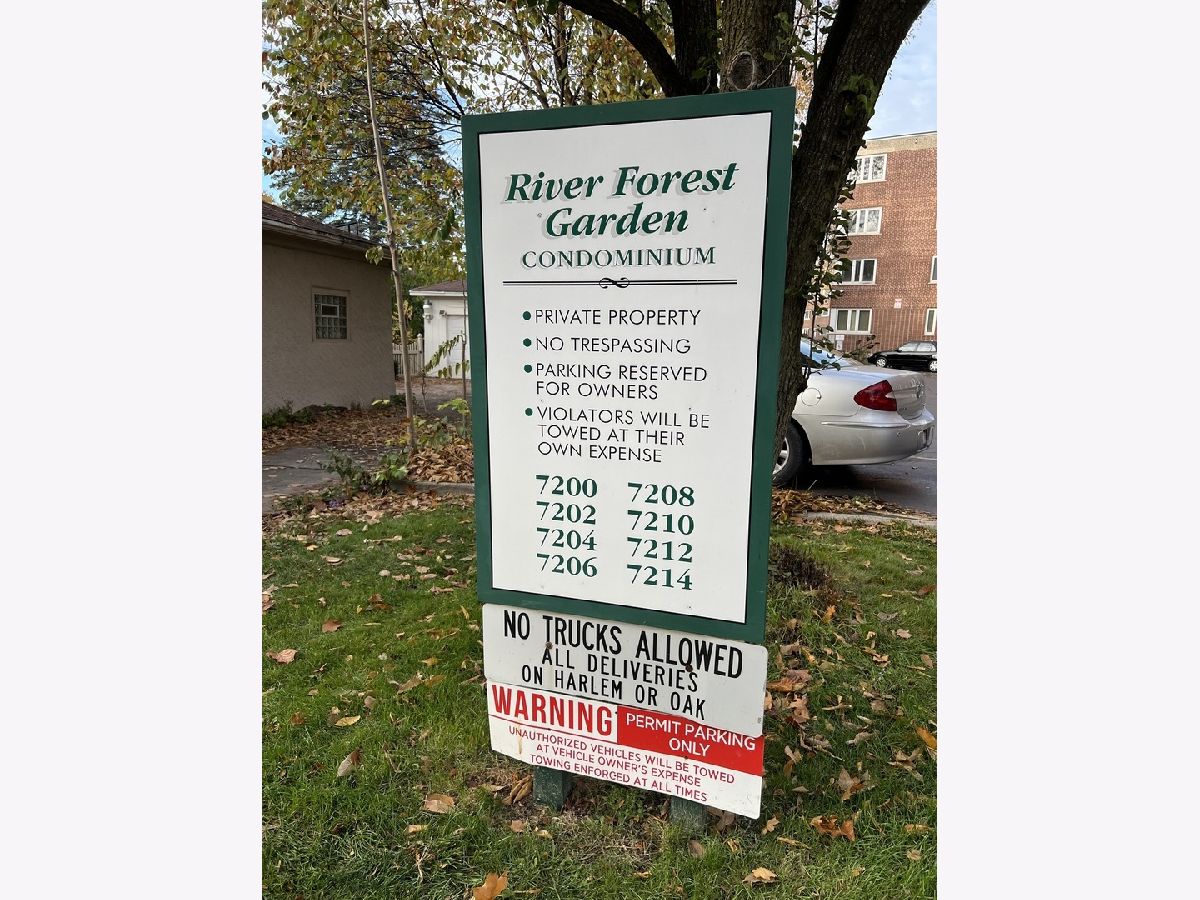 River Forest
Garden
CONDOMINIUM
• PRIVATE PROPERTY
• NO TRESPASSING
• PARKING RESERVED
FOR OWNERS
• VIOLATORS WILL BE
TOWED AT THEIR
OWN EXPENSE
7200 7208
7202 7210
7204 7212
7206 7214
NO TRUCKS ALLOWED
ALL DELIVERIES
ON HARLEM OR OAK
WARNING PERMIT PARKING
ONLY
UNAUTHORIZED VEHICLES WILL BE TOWED
AT VEHICLE OWNER'S EXPENSE
TOWING ENFORCED AT ALL TIMES